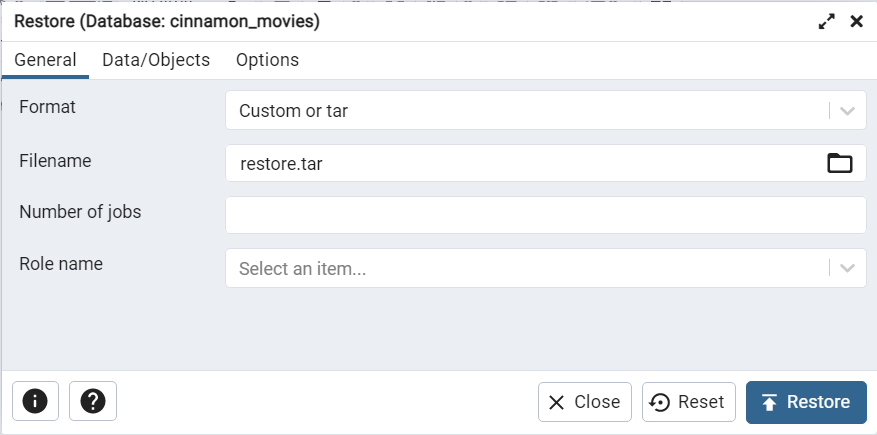 Restore (Database: cinnamon_movies)
General Data/Objects Options
Format Custom or tar
Filename restore.tar
Number of jobs
Role name Select an item...
Close Reset Restore